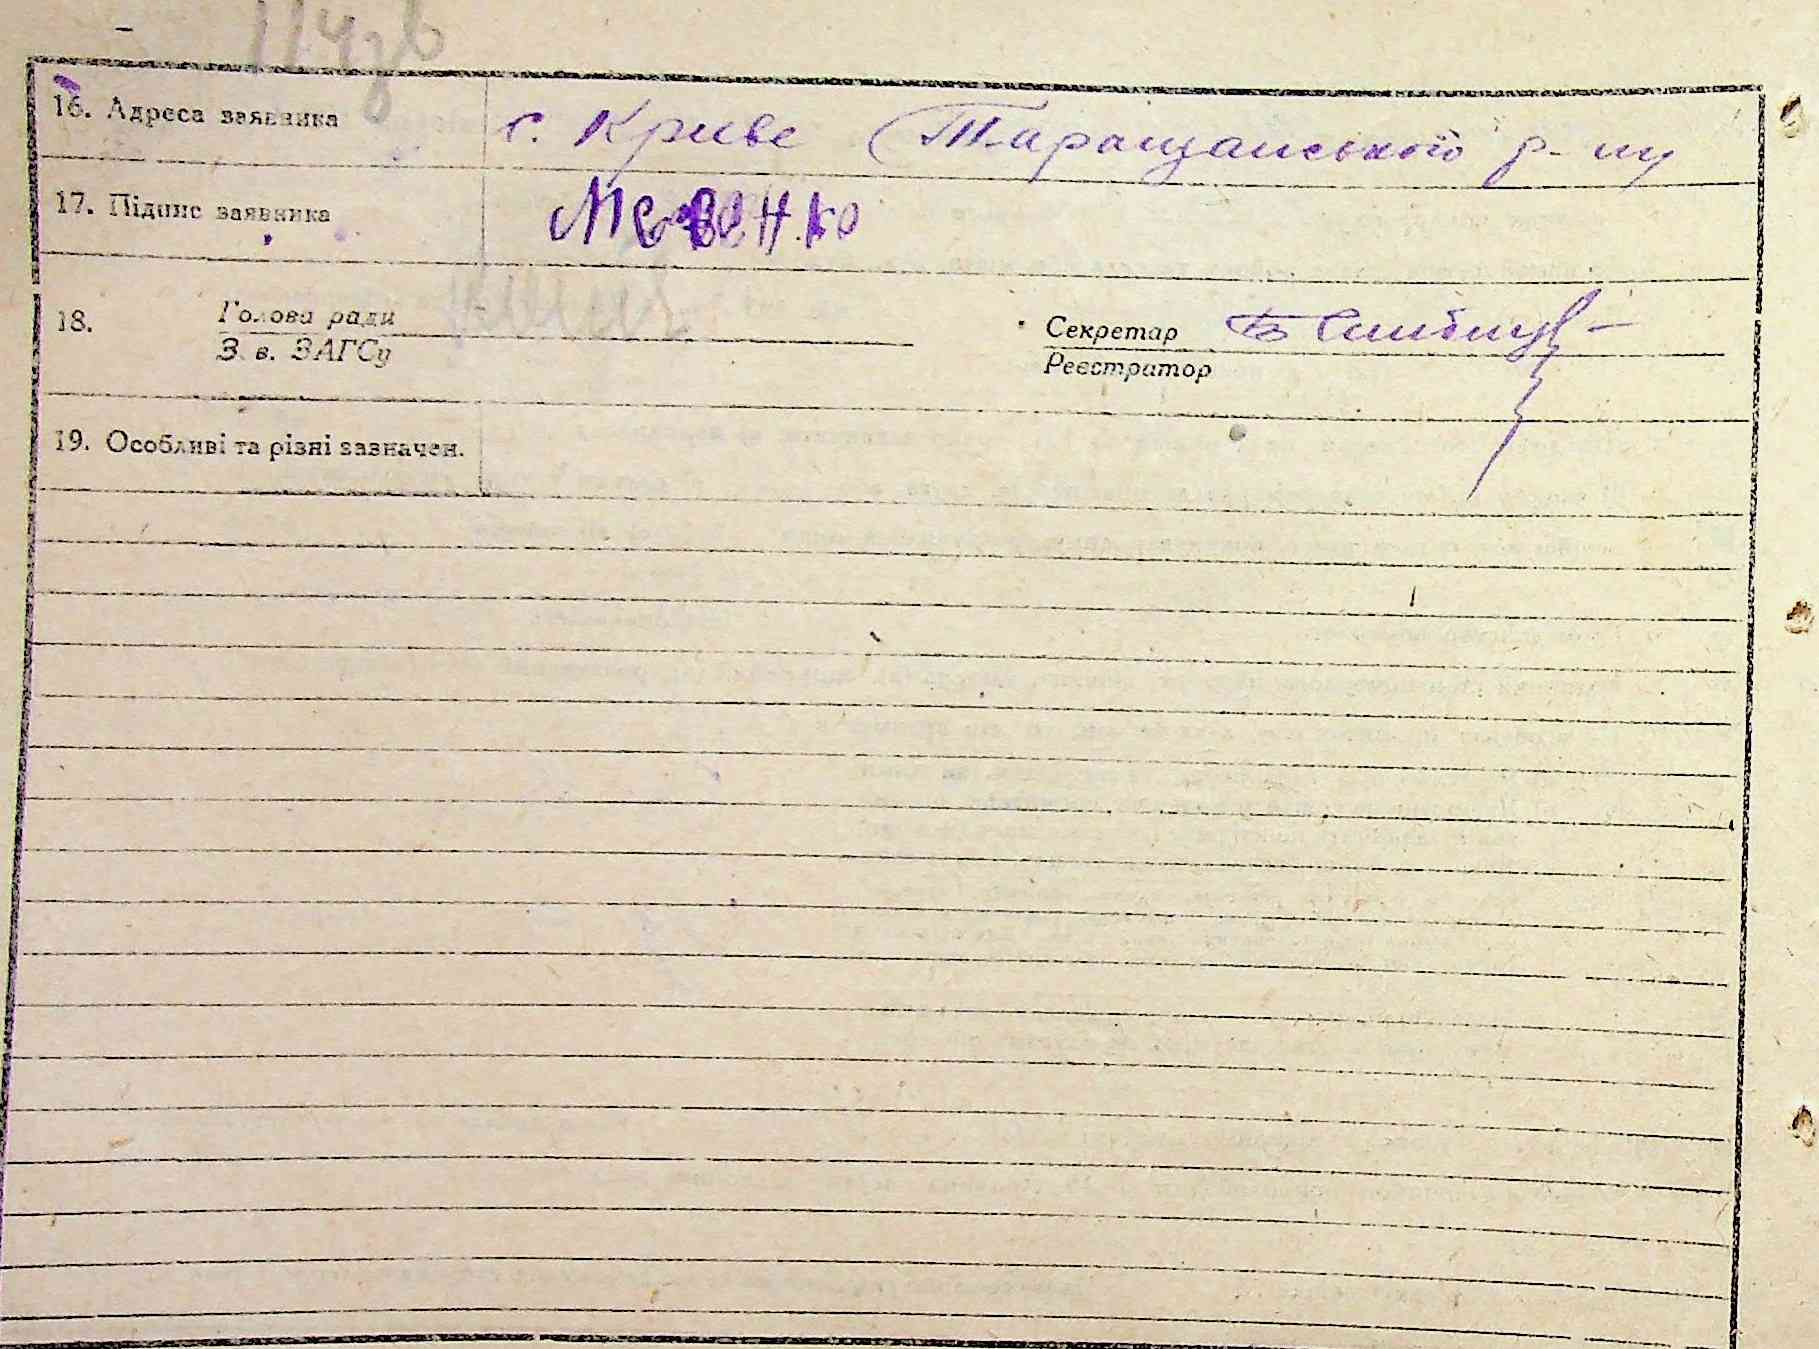 114зв
16. Адреса заявника с. Криве Таращанського р-ну
17. Підпис заявника
18. Голова ради Секретар
З. в. ЗАГСу Реєстратор
19. Особливі та різні зазначен.